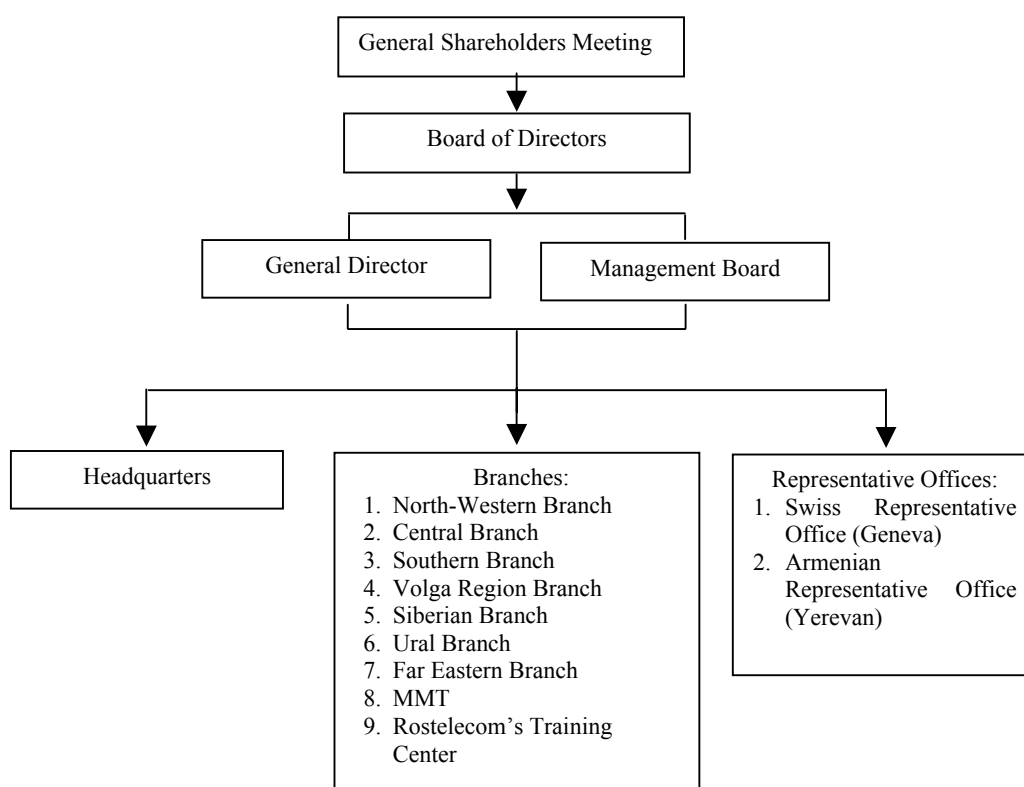 General Shareholders Meeting
Board of Directors
General Director
Management Board
Headquarters
Branches:
1. North-Western Branch
2. Central Branch
3. Southern Branch
4. Volga Region Branch
5. Siberian Branch
6. Ural Branch
7. Far Eastern Branch
8. MMT
9. Rostelecom’s Training
Center
Representative Offices:
1. Swiss Representative
Office (Geneva)
2. Armenian
Representative Office
(Yerevan)